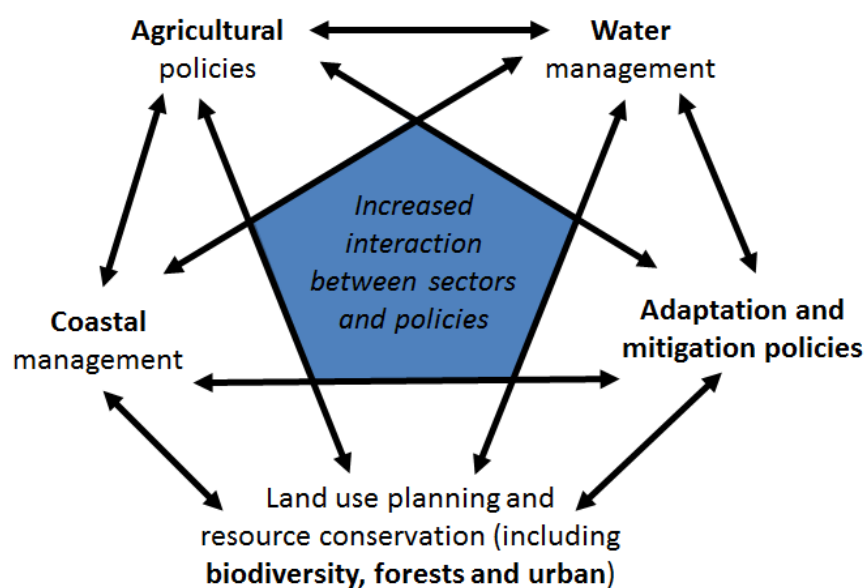 Agricultural
policies
Water
management
Increased
interaction
between sectors
and policies
Coastal
management
Adaptation and
mitigation policies
Land use planning and
resource conservation (including
biodiversity, forests and urban)